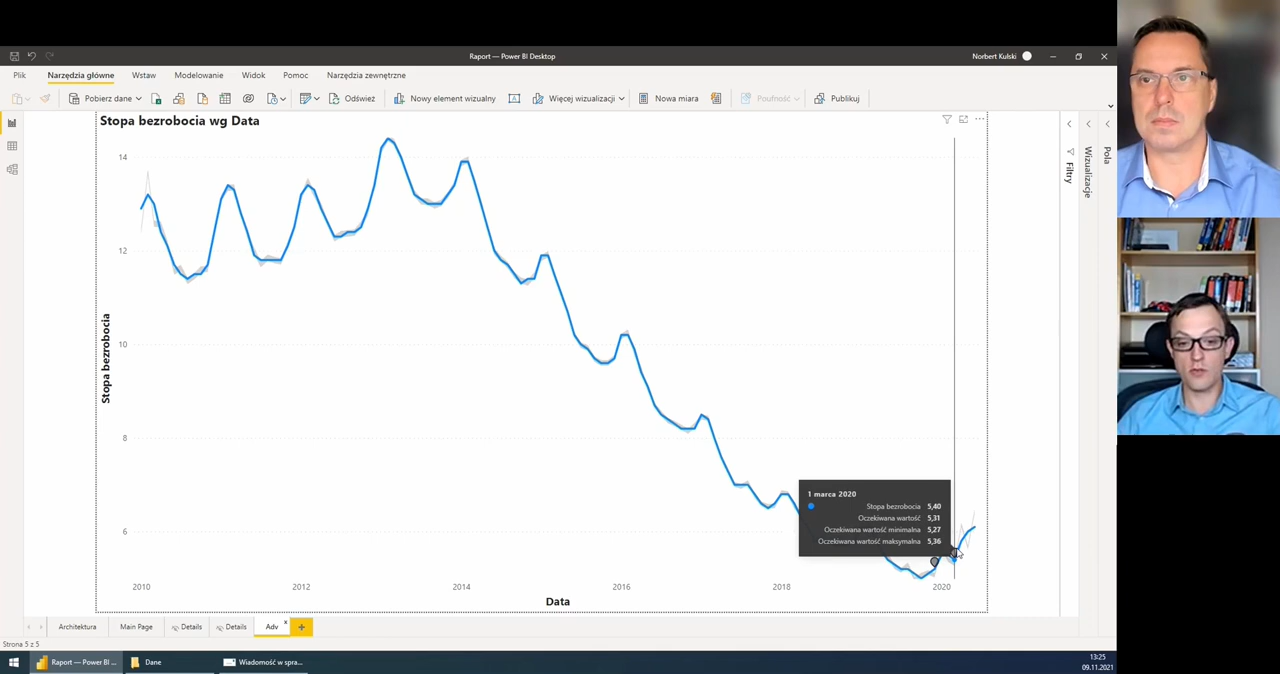 Raport — Power BI Desktop
Norbert Kulski
Plik Narzędzia główne Wstaw Modelowanie Widok Pomoc Narzędzia zewnętrzne
Pobierz dane Odśwież Nowy element wizualny Więcej wizualizacji Nowa miara Poufność Publikuj
Stopa bezrobocia wg Data
Stopa bezrobocia
14
12
10
8
6
1 marca 2020
Stopa bezrobocia 5,40
Oczekiwana wartość 5,31
Oczekiwana wartość minimalna 5,27
Oczekiwana wartość maksymalna 5,36
2010 2012 2014 2016 2018 2020
Data
Filtry
Wizualizacje
Pola
Architektura Main Page Details Details Adv x +
Strona 5 z 5
Raport — Power BI ... Dane Wiadomość w spra...
13:25
09.11.2021